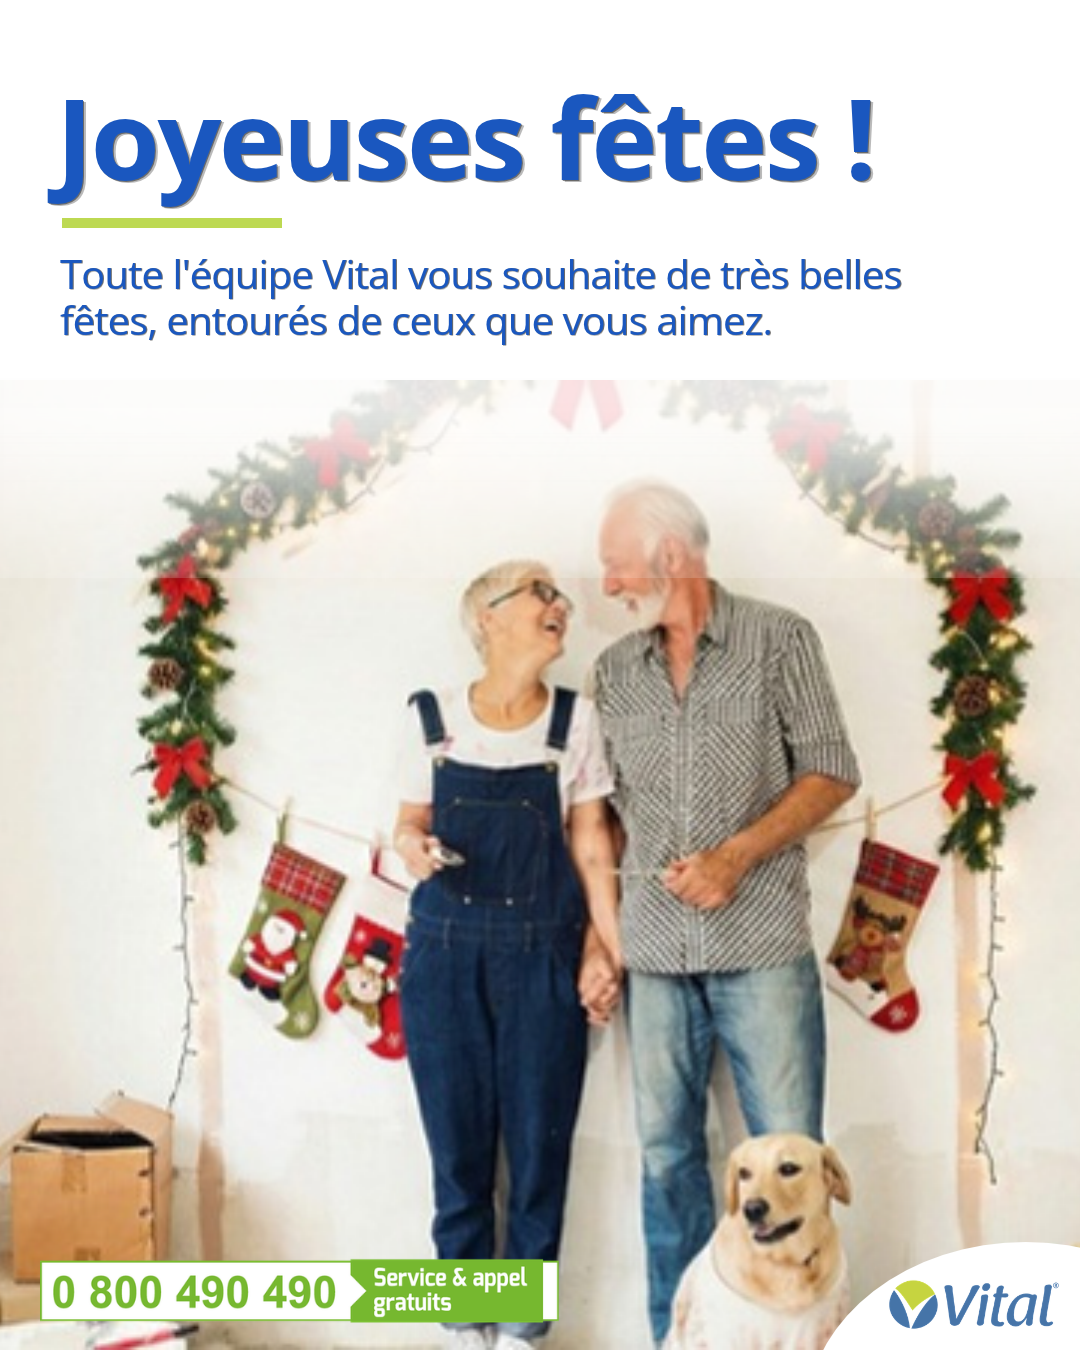 Joyeuses fêtes !
Toute l'équipe Vital vous souhaite de très belles
fêtes, entourés de ceux que vous aimez.
0 800 490 490
Service & appel
gratuits
Vital®